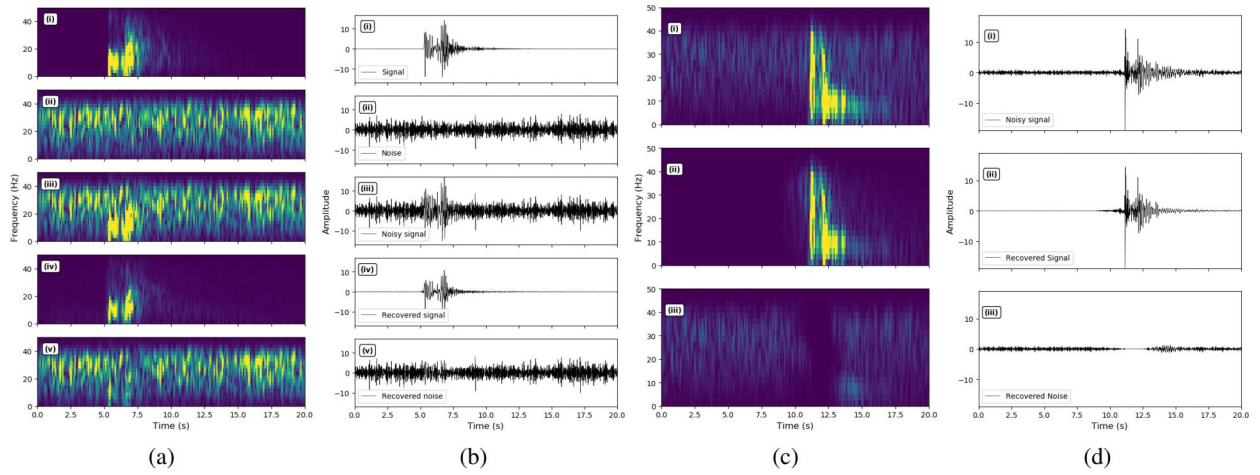 (i)
40
20
0
(ii)
40
20
0
(iii)
40
20
0
(iv)
40
20
0
(v)
40
20
0
Frequency (Hz)
0.0 2.5 5.0 7.5 10.0 12.5 15.0 17.5 20.0
Time (s)
(a)
(i)
10
0
−10
Signal
(ii)
10
0
−10
Noise
(iii)
10
0
−10
Noisy signal
(iv)
10
0
−10
Recovered signal
(v)
10
0
−10
Recovered noise
Amplitude
0.0 2.5 5.0 7.5 10.0 12.5 15.0 17.5 20.0
Time (s)
(b)
(i)
50
40
30
20
10
0
(ii)
50
40
30
20
10
0
(iii)
50
40
30
20
10
0
Frequency (Hz)
0.0 2.5 5.0 7.5 10.0 12.5 15.0 17.5 20.0
Time (s)
(c)
(i)
10
0
−10
Noisy signal
(ii)
10
0
−10
Recovered Signal
(iii)
10
0
−10
Recovered Noise
Amplitude
0.0 2.5 5.0 7.5 10.0 12.5 15.0 17.5 20.0
Time (s)
(d)